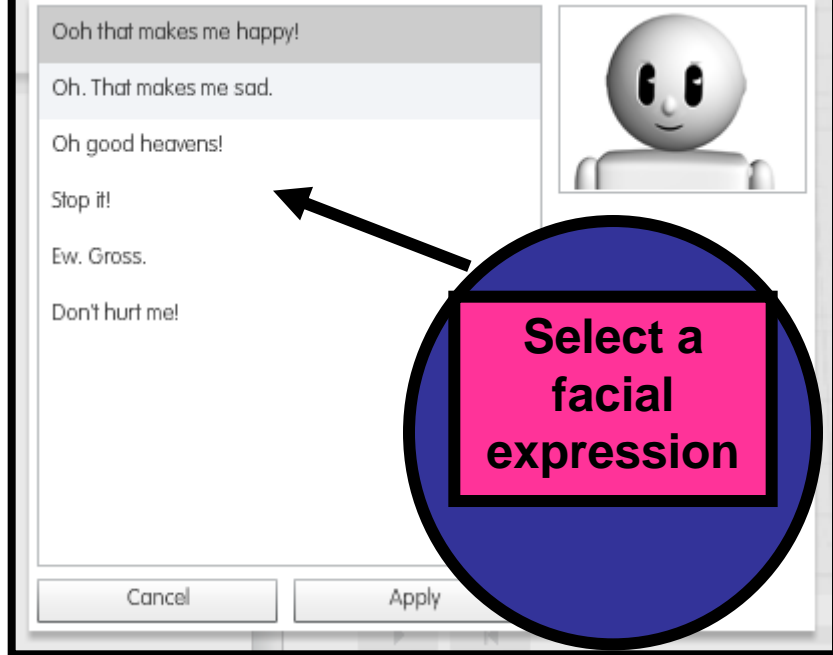 Ooh that makes me happy!
Oh. That makes me sad.
Oh good heavens!
Stop it!
Ew. Gross.
Don't hurt me!
Select a
facial
expression
Cancel
Apply